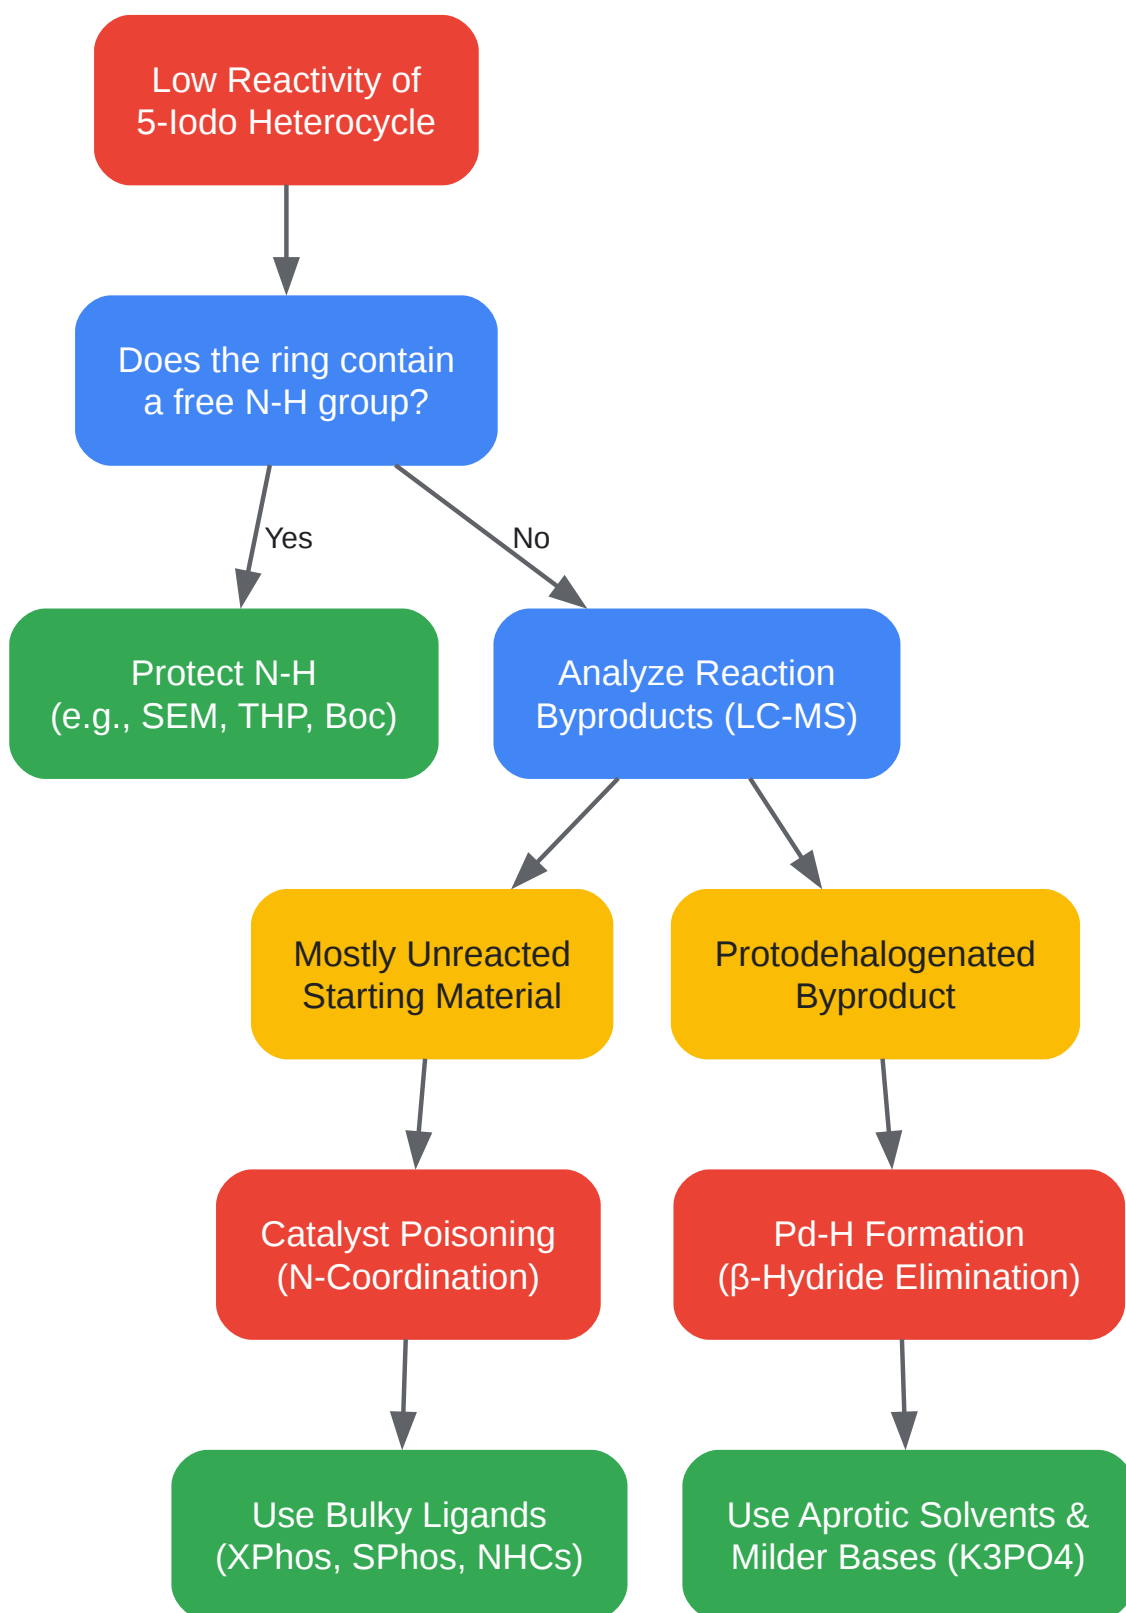 Low Reactivity of
5-Iodo Heterocycle
Does the ring contain
a free N-H group?
Yes
No
Protect N-H
(e.g., SEM, THP, Boc)
Analyze Reaction
Byproducts (LC-MS)
Mostly Unreacted
Starting Material
Protodehalogenated
Byproduct
Catalyst Poisoning
(N-Coordination)
Pd-H Formation
(β-Hydride Elimination)
Use Bulky Ligands
(XPhos, SPhos, NHCs)
Use Aprotic Solvents &
Milder Bases (K3PO4)